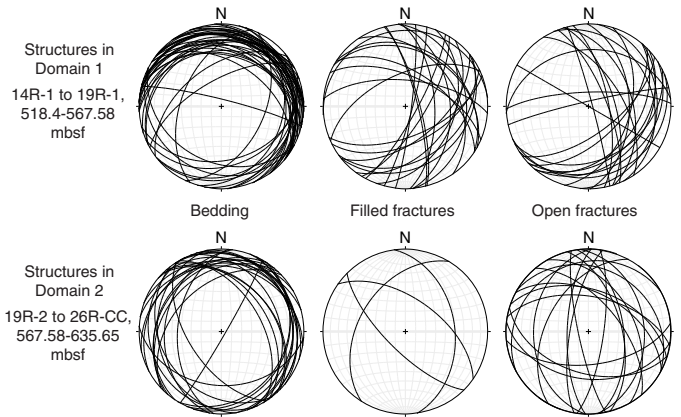 N
N
N
Structures in
Domain 1
14R-1 to 19R-1,
518.4-567.58
mbsf
Bedding
Filled fractures
Open fractures
N
N
N
Structures in
Domain 2
19R-2 to 26R-CC,
567.58-635.65
mbsf